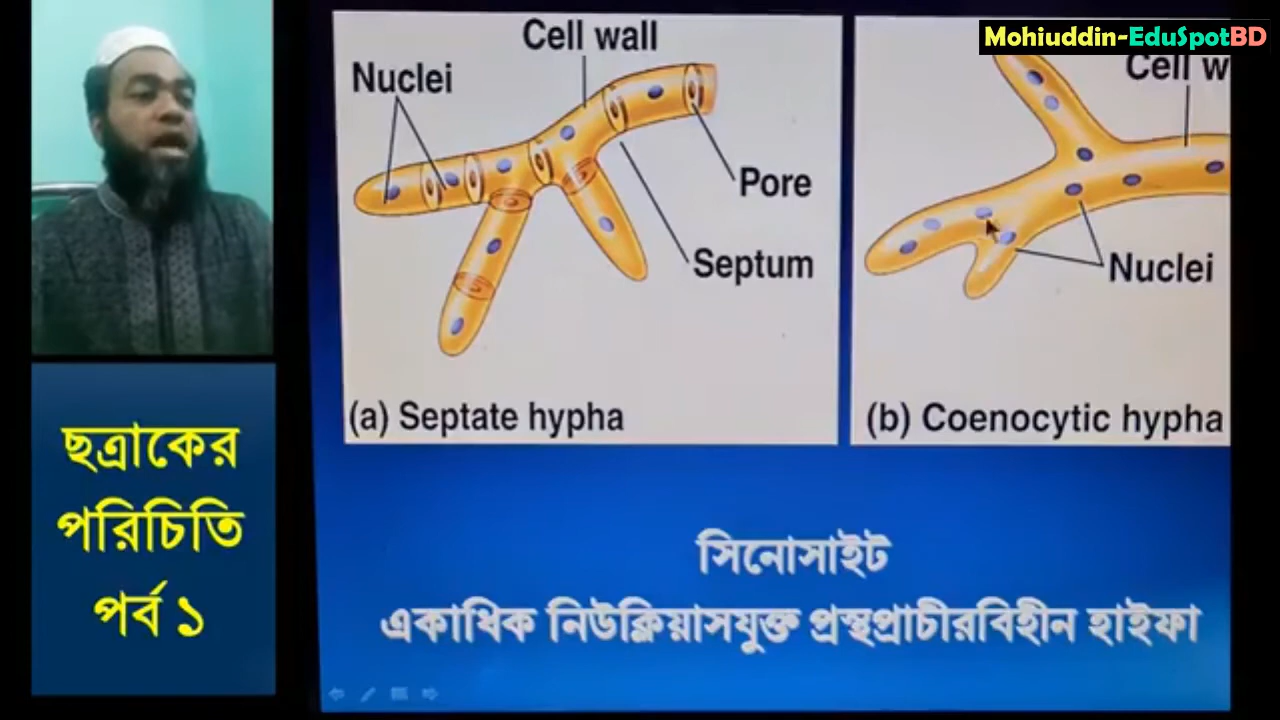 Mohiuddin-EduSpotBD
Cell wall
Nuclei
Pore
Septum
(a) Septate hypha
Cell w
Nuclei
(b) Coenocytic hypha
ছত্রাকের
পরিচিতি
পর্ব ১
সিনোসাইট
একাধিক নিউক্লিয়াসযুক্ত প্রস্থপ্রাচীরবিহীন হাইফা